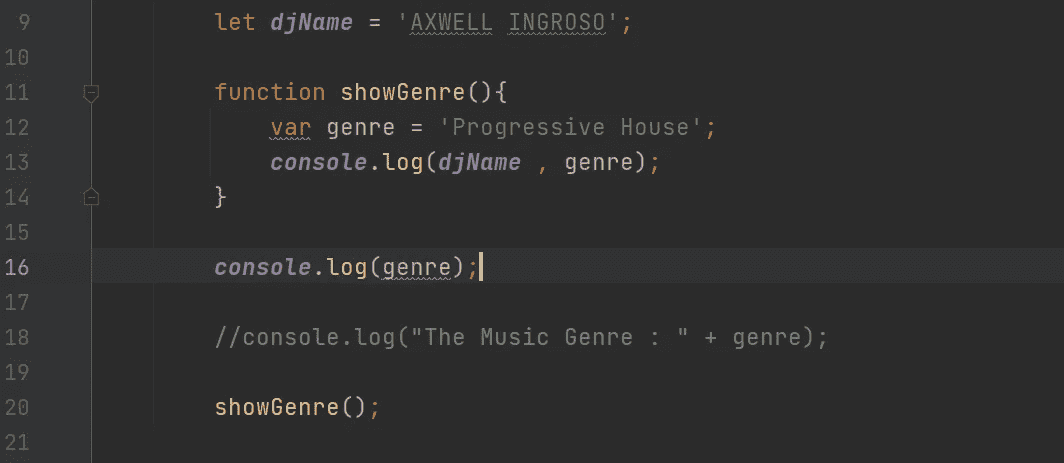 9 let djName = 'AXWELL INGROSO';
10
11 function showGenre(){
12 var genre = 'Progressive House';
13 console.log(djName , genre);
14 }
15
16 console.log(genre);
17
18 //console.log("The Music Genre : " + genre);
19
20 showGenre();
21